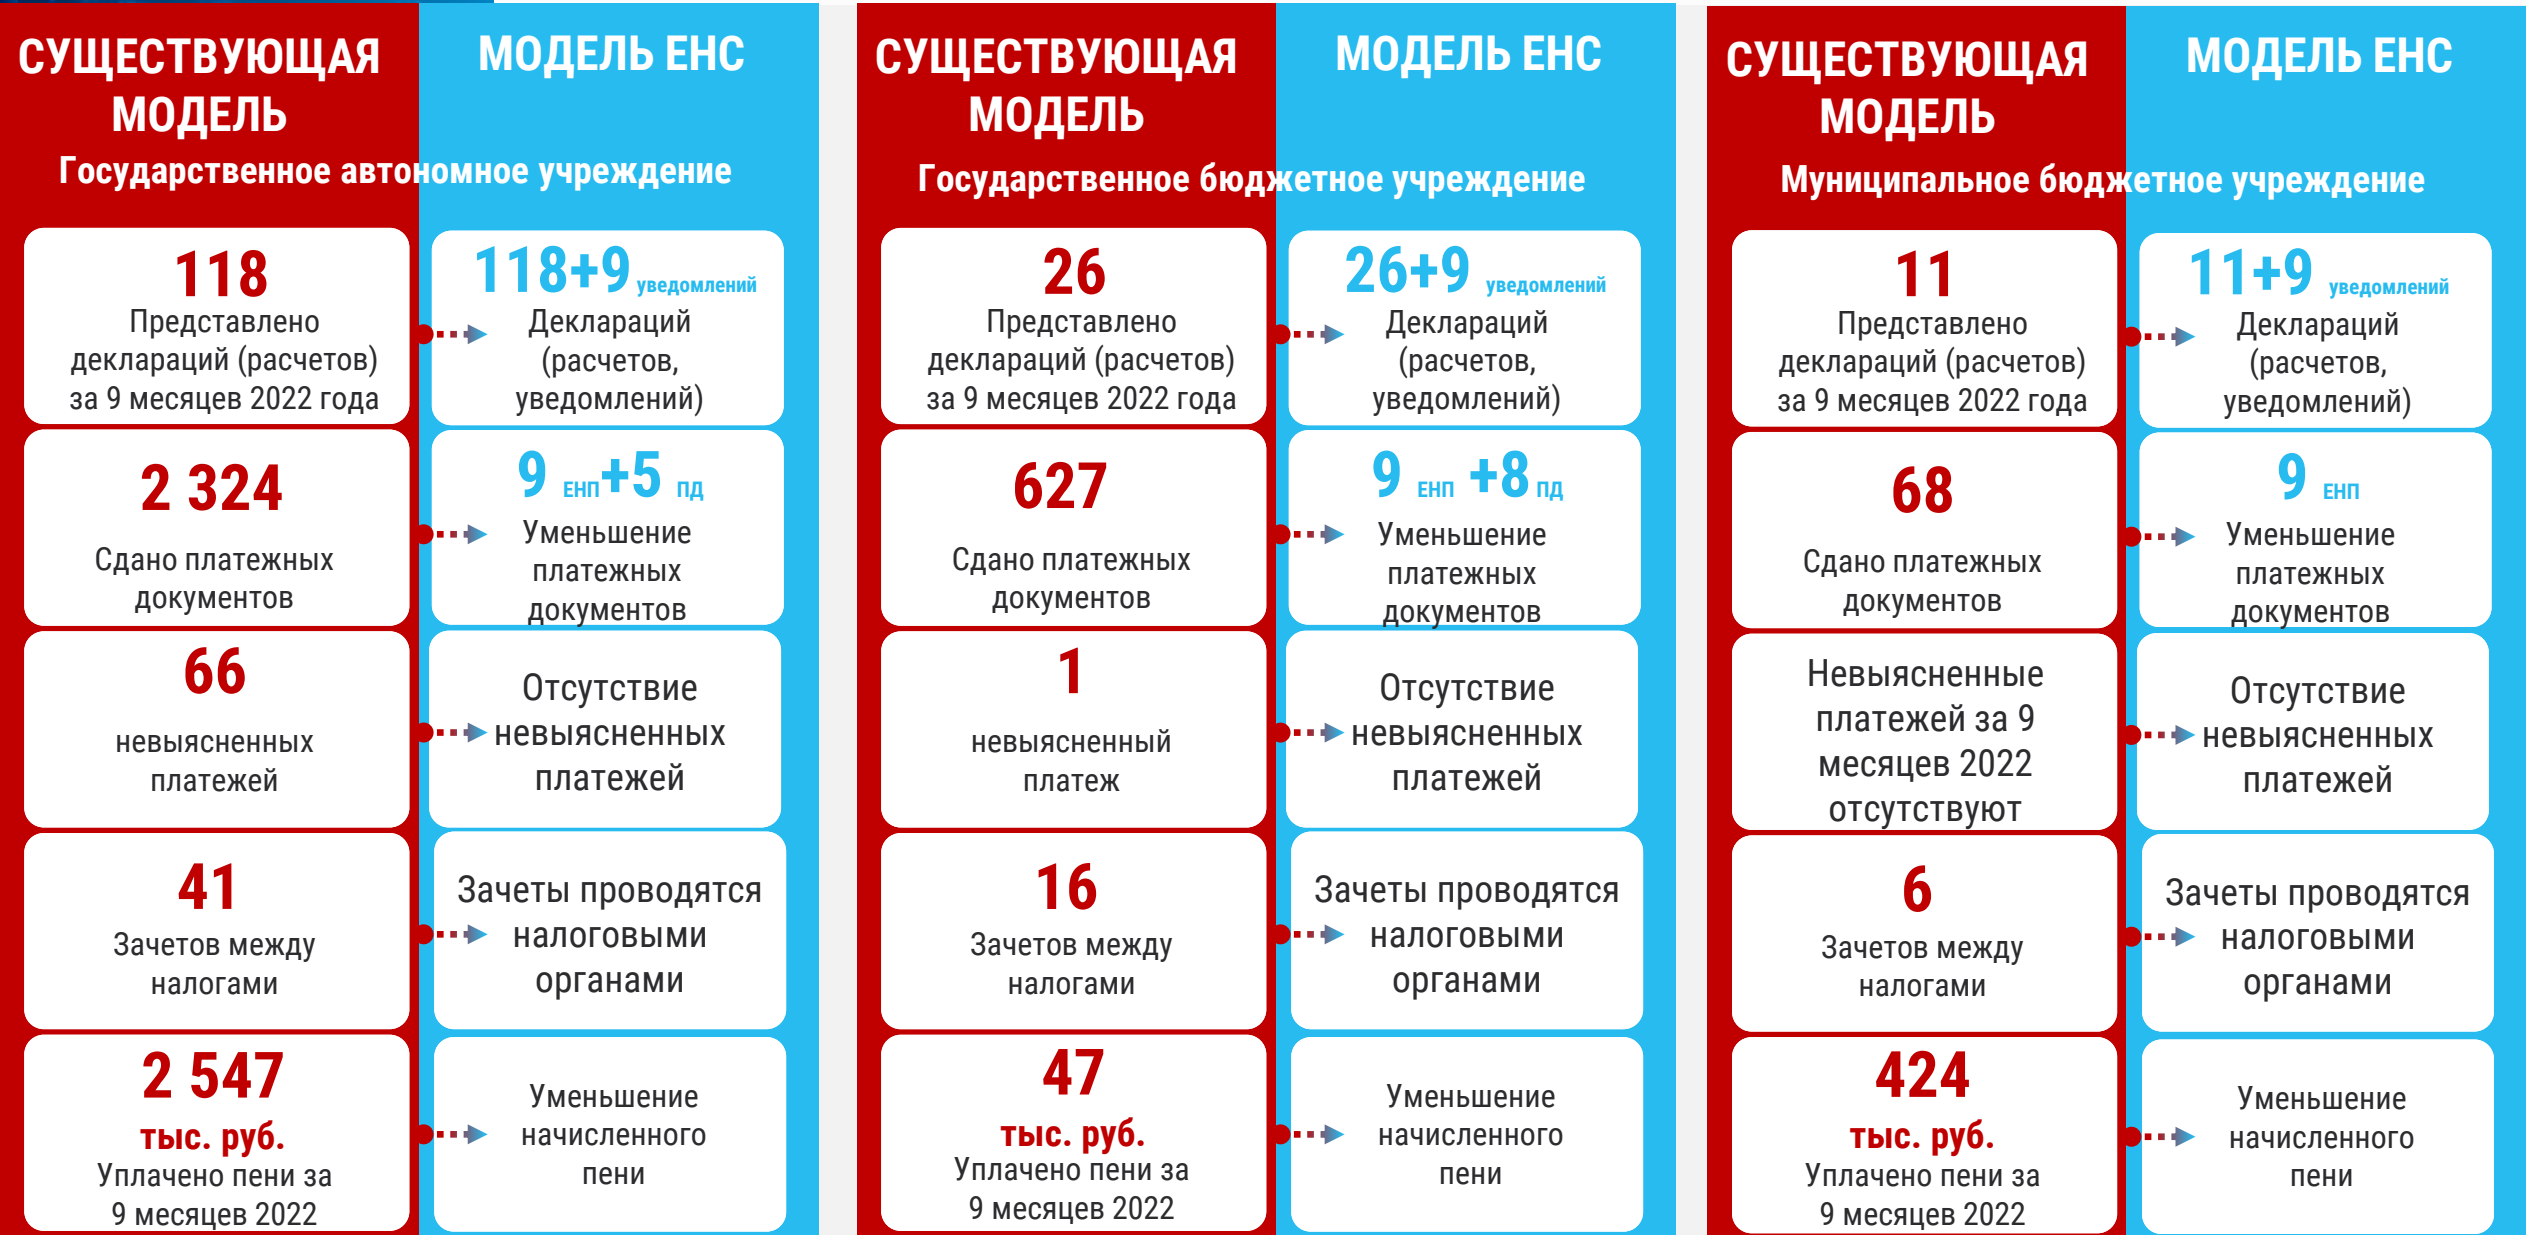 СУЩЕСТВУЮЩАЯ
МОДЕЛЬ
МОДЕЛЬ ЕНС
Государственное автономное учреждение
118
Представлено
деклараций (расчетов)
за 9 месяцев 2022 года
118+9 уведомлений
Деклараций
(расчетов,
уведомлений)
2 324
Сдано платежных
документов
9 ЕНП+5 ПД
Уменьшение
платежных
документов
66
невыясненных
платежей
Отсутствие
невыясненных
платежей
41
Зачетов между
налогами
Зачеты проводятся
налоговыми
органами
2 547
тыс. руб.
Уплачено пени за
9 месяцев 2022
Уменьшение
начисленного
пени
СУЩЕСТВУЮЩАЯ
МОДЕЛЬ
МОДЕЛЬ ЕНС
Государственное бюджетное учреждение
26
Представлено
деклараций (расчетов)
за 9 месяцев 2022 года
26+9 уведомлений
Деклараций
(расчетов,
уведомлений)
627
Сдано платежных
документов
9 ЕНП +8 ПД
Уменьшение
платежных
документов
1
невыясненный
платеж
Отсутствие
невыясненных
платежей
16
Зачетов между
налогами
Зачеты проводятся
налоговыми
органами
47
тыс. руб.
Уплачено пени за
9 месяцев 2022
Уменьшение
начисленного
пени
СУЩЕСТВУЮЩАЯ
МОДЕЛЬ
МОДЕЛЬ ЕНС
Муниципальное бюджетное учреждение
11
Представлено
деклараций (расчетов)
за 9 месяцев 2022 года
11+9 уведомлений
Деклараций
(расчетов,
уведомлений)
68
Сдано платежных
документов
9 ЕНП
Уменьшение
платежных
документов
Невыясненные
платежей за 9
месяцев 2022
отсутствуют
Отсутствие
невыясненных
платежей
6
Зачетов между
налогами
Зачеты проводятся
налоговыми
органами
424
тыс. руб.
Уплачено пени за
9 месяцев 2022
Уменьшение
начисленного
пени